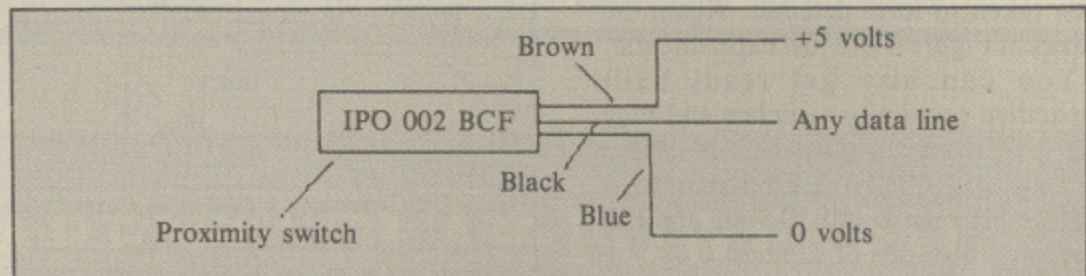 +5 volts
Brown
IPO 002 BCF
Any data line
Black
Blue
Proximity switch
0 volts